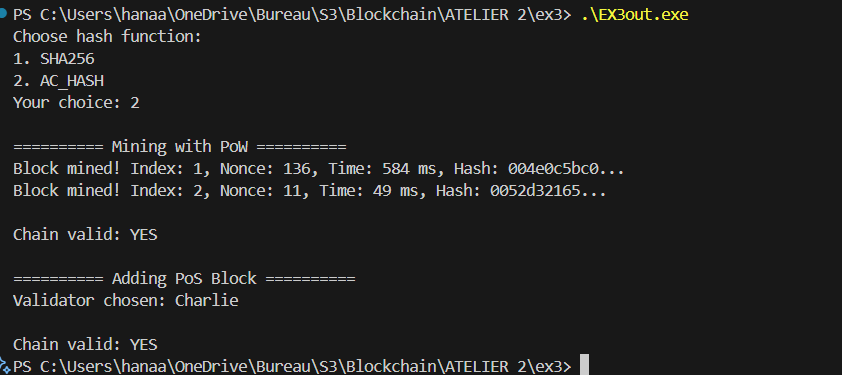 PS C:\Users\hanaa\OneDrive\Bureau\S3\Blockchain\ATELIER 2\ex3> .\EX3out.exe
Choose hash function:
1. SHA256
2. AC_HASH
Your choice: 2
========== Mining with PoW ==========
Block mined! Index: 1, Nonce: 136, Time: 584 ms, Hash: 004e0c5bc0...
Block mined! Index: 2, Nonce: 11, Time: 49 ms, Hash: 0052d32165...
Chain valid: YES
========== Adding PoS Block ==========
Validator chosen: Charlie
Chain valid: YES
PS C:\Users\hanaa\OneDrive\Bureau\S3\Blockchain\ATELIER 2\ex3>